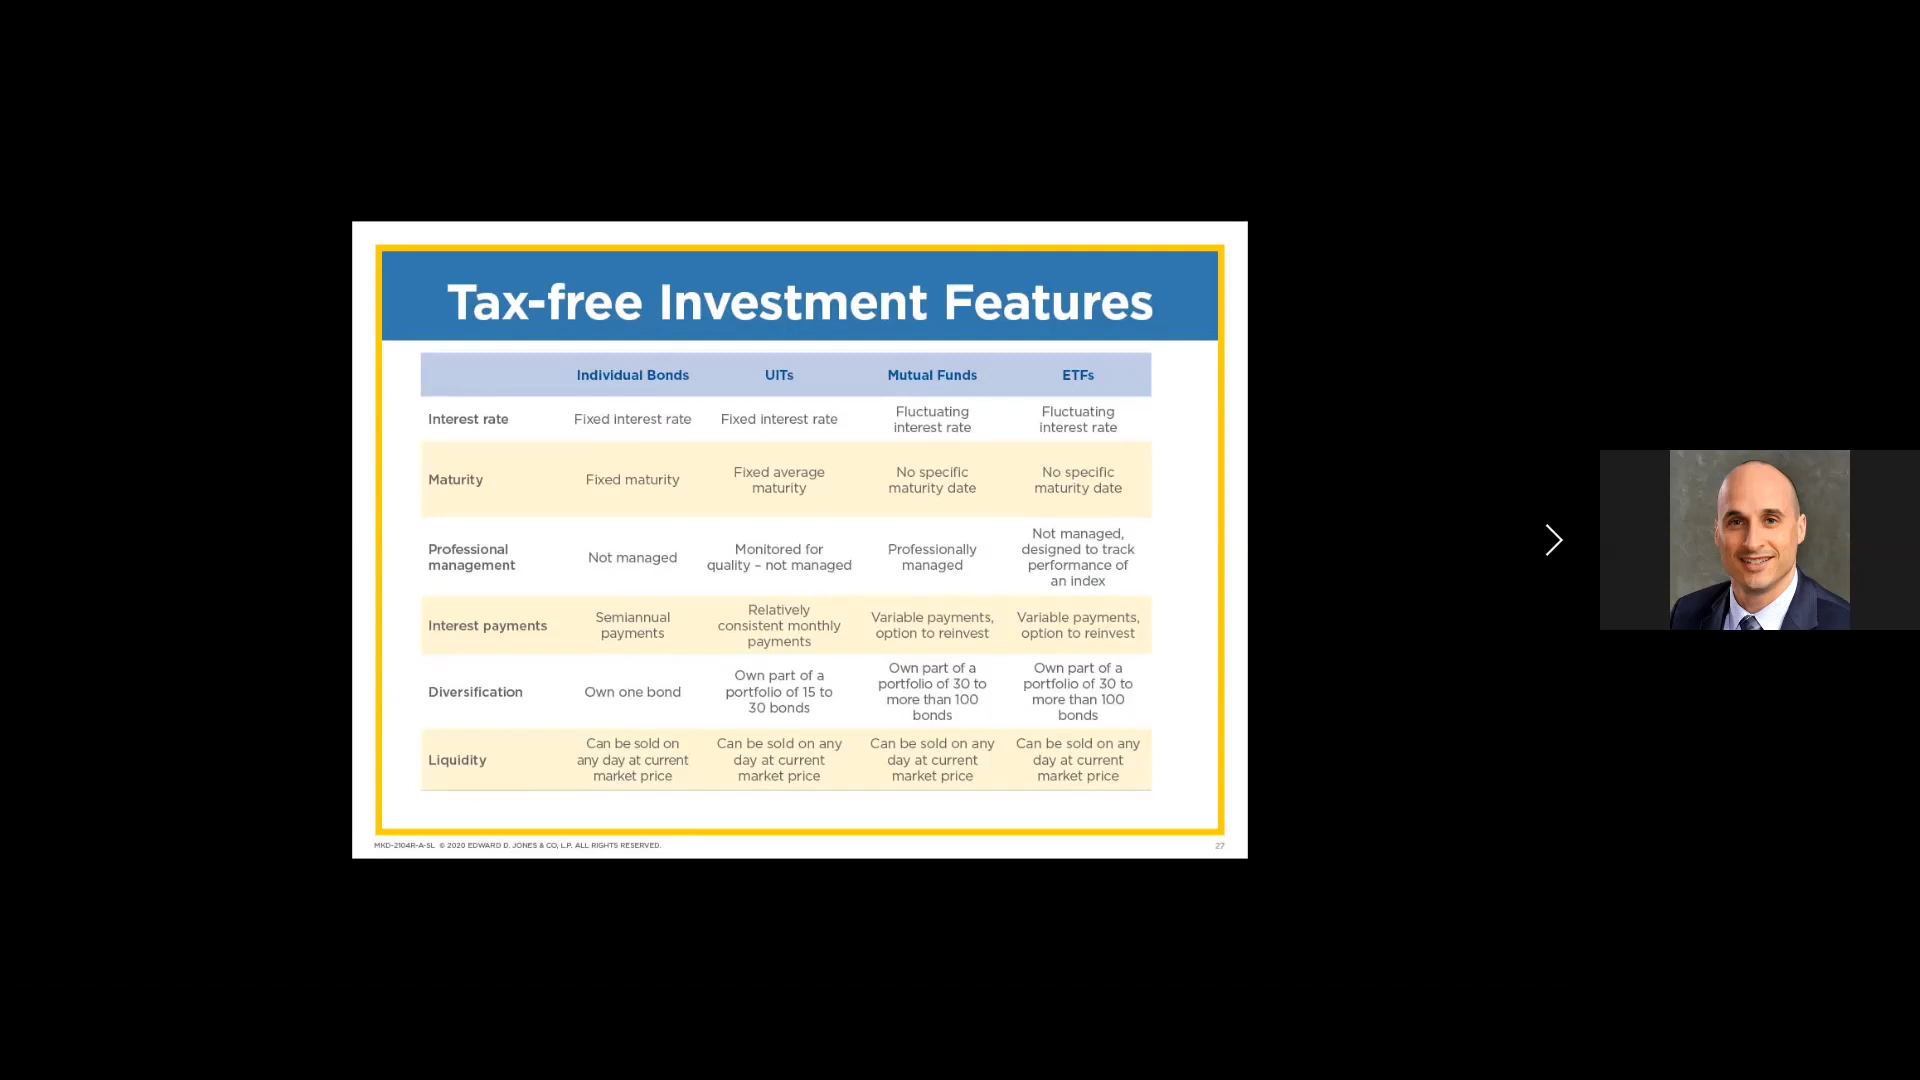 Tax-free Investment Features
Individual Bonds UITs Mutual Funds ETFs
Interest rate
Fixed interest rate
Fixed interest rate
Fluctuating
interest rate
Fluctuating
interest rate
Maturity
Fixed maturity
Fixed average
maturity
No specific
maturity date
No specific
maturity date
Professional
management
Not managed
Monitored for
quality – not managed
Professionally
managed
Not managed,
designed to track
performance of
an index
Interest payments
Semiannual
payments
Relatively
consistent monthly
payments
Variable payments,
option to reinvest
Variable payments,
option to reinvest
Diversification
Own one bond
Own part of a
portfolio of 15 to
30 bonds
Own part of a
portfolio of 30 to
more than 100
bonds
Own part of a
portfolio of 30 to
more than 100
bonds
Liquidity
Can be sold on
any day at current
market price
Can be sold on any
day at current
market price
Can be sold on any
day at current
market price
Can be sold on any
day at current
market price
MKD-2104R-A-SL © 2020 EDWARD D. JONES & CO, L.P. ALL RIGHTS RESERVED.
27